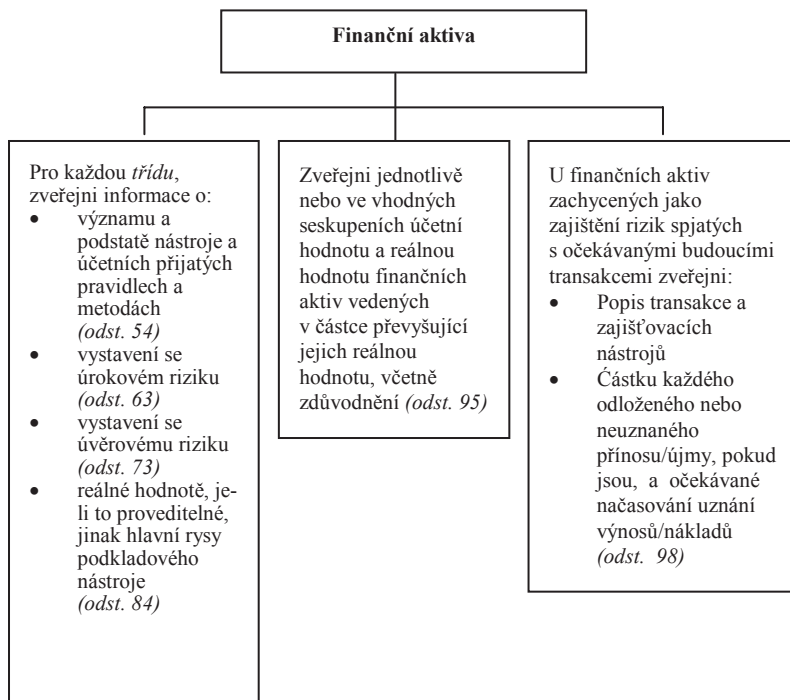 Finanční aktiva
Pro každou třídu,
zveřejni informace o:
• významu a
podstatě nástroje a
účetních přijatých
pravidlech a
metodách
(odst. 54)
• vystavení se
úrokovém riziku
(odst. 63)
• vystavení se
úvěrovému riziku
(odst. 73)
• reálné hodnotě, je-
li to proveditelné,
jinak hlavní rysy
podkladového
nástroje
(odst. 84)
Zveřejni jednotlivě
nebo ve vhodných
seskupeních účetní
hodnotu a reálnou
hodnotu finančních
aktiv vedených
v částce převyšující
jejich reálnou
hodnotu, včetně
zdůvodnění (odst. 95)
U finančních aktiv
zachycených jako
zajištění rizik spjatých
s očekávanými budoucími
transakcemi zveřejni:
• Popis transakce a
zajišťovacích
nástrojů
• Ćástku každého
odloženého nebo
neuznaného
přínosu/újmy, pokud
jsou, a očekávané
načasování uznání
výnosů/nákladů
(odst. 98)